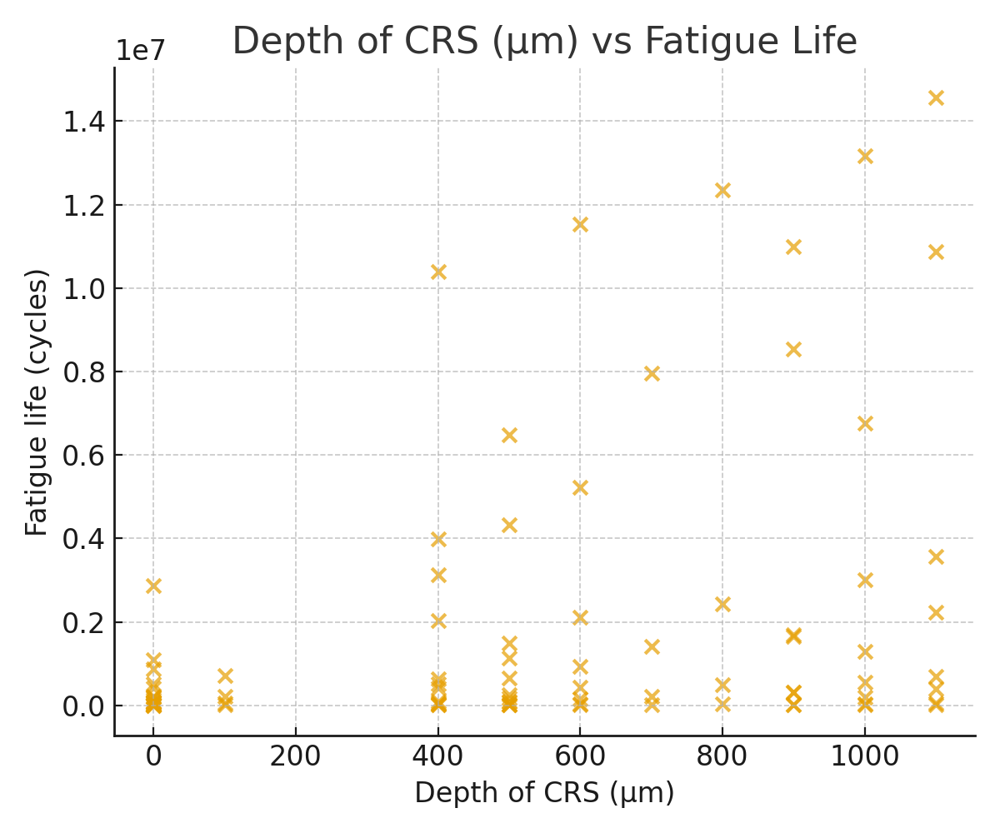 Depth of CRS (μm) vs Fatigue Life
1e7
1.4
1.2
1.0
0.8
0.6
0.4
0.2
0.0
Fatigue life (cycles)
0 200 400 600 800 1000
Depth of CRS (μm)